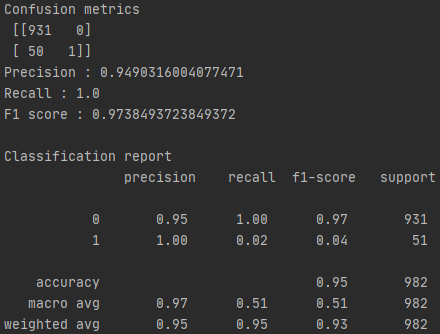 Confusion metrics
[[931 0]
[ 50 1]]
Precision : 0.9490316004077471
Recall : 1.0
F1 score : 0.9738493723849372
Classification report
precision recall f1-score support
0 0.95 1.00 0.97 931
1 1.00 0.02 0.04 51
accuracy 0.95 982
macro avg 0.97 0.51 0.51 982
weighted avg 0.95 0.95 0.93 982